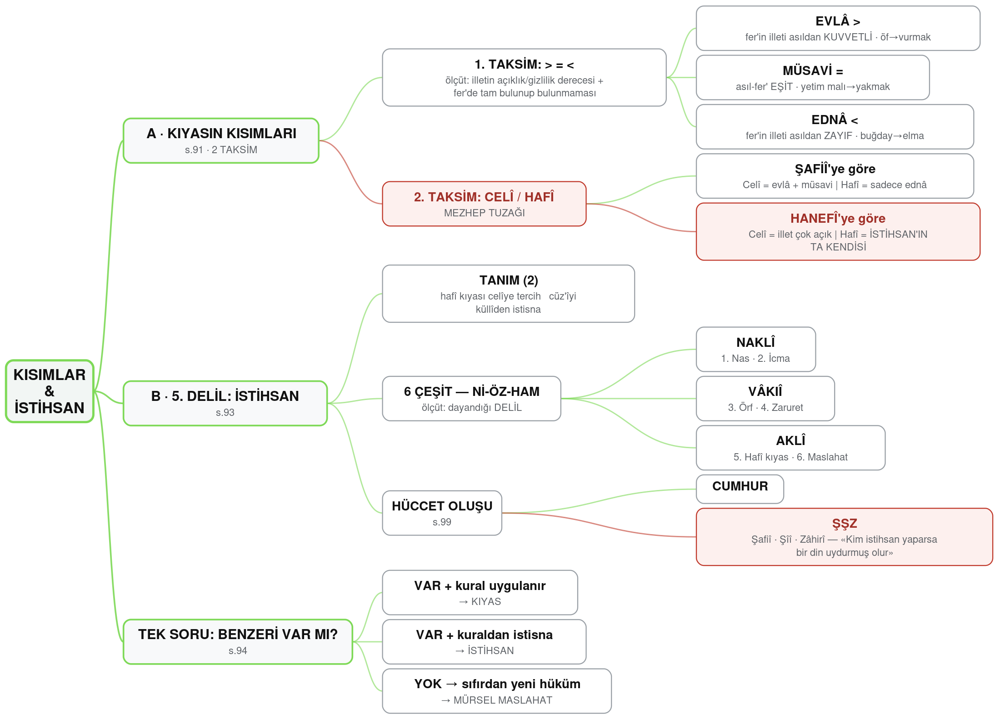 KISIMLAR
&
İSTİHSAN
A · KIYASIN KISIMLARI
s.91 · 2 TAKSİM
1. TAKSİM: > = <
ölçüt: illetin açıklık/gizlilik derecesi +
fer'de tam bulunup bulunmaması
EVLÂ >
fer'in illeti asıldan KUVVETLİ · öf→vurmak
MÜSAVİ =
asıl-fer' EŞİT · yetim malı→yakmak
EDNÂ <
fer'in illeti asıldan ZAYIF · buğday→elma
2. TAKSİM: CELÎ / HAFÎ
MEZHEP TUZAĞI
ŞAFİÎ'ye göre
Celî = evlâ + müsavi | Hafî = sadece ednâ
HANEFÎ'ye göre
Celî = illet çok açık | Hafî = İSTİHSAN'IN
TA KENDİSİ
B · 5. DELİL: İSTİHSAN
s.93
TANIM (2)
hafî kıyası celîye tercih cüz'îyi
küllîden istisna
6 ÇEŞİT — Nİ-ÖZ-HAM
ölçüt: dayandığı DELİL
NAKLÎ
1. Nas · 2. İcma
VÂKIÎ
3. Örf · 4. Zaruret
AKLÎ
5. Hafî kıyas · 6. Maslahat
HÜCCET OLUŞU
s.99
CUMHUR
ŞŞZ
Şafiî · Şîî · Zâhirî — «Kim istihsan yaparsa
bir din uydurmuş olur»
TEK SORU: BENZERİ VAR MI?
s.94
VAR + kural uygulanır
→ KIYAS
VAR + kuraldan istisna
→ İSTİHSAN
YOK → sıfırdan yeni hüküm
→ MÜRSEL MASLAHAT